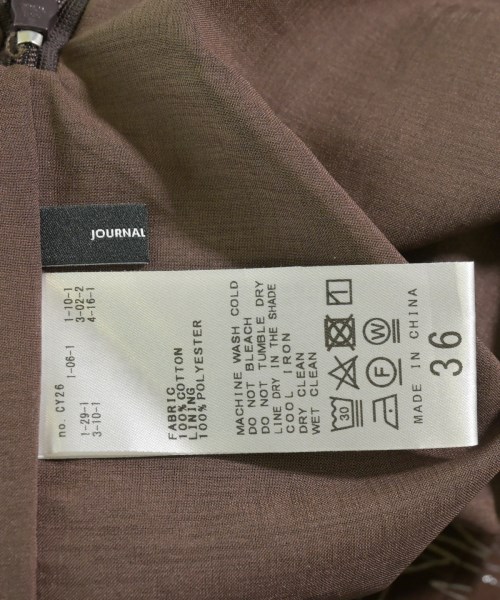 JOURNAL
no. CY26 1-06-1
1-29-1 1-10-1
3-10-1 3-02-2
4-16-1
FABRIC
100%COTTON
LINING
100%POLYESTER
MACHINE WASH COLD
DO NOT BLEACH
DO NOT TUMBLE DRY
LINE DRY IN THE SHADE
COOL IRON
DRY CLEAN
WET CLEAN
30
F
W
MADE IN CHINA
36